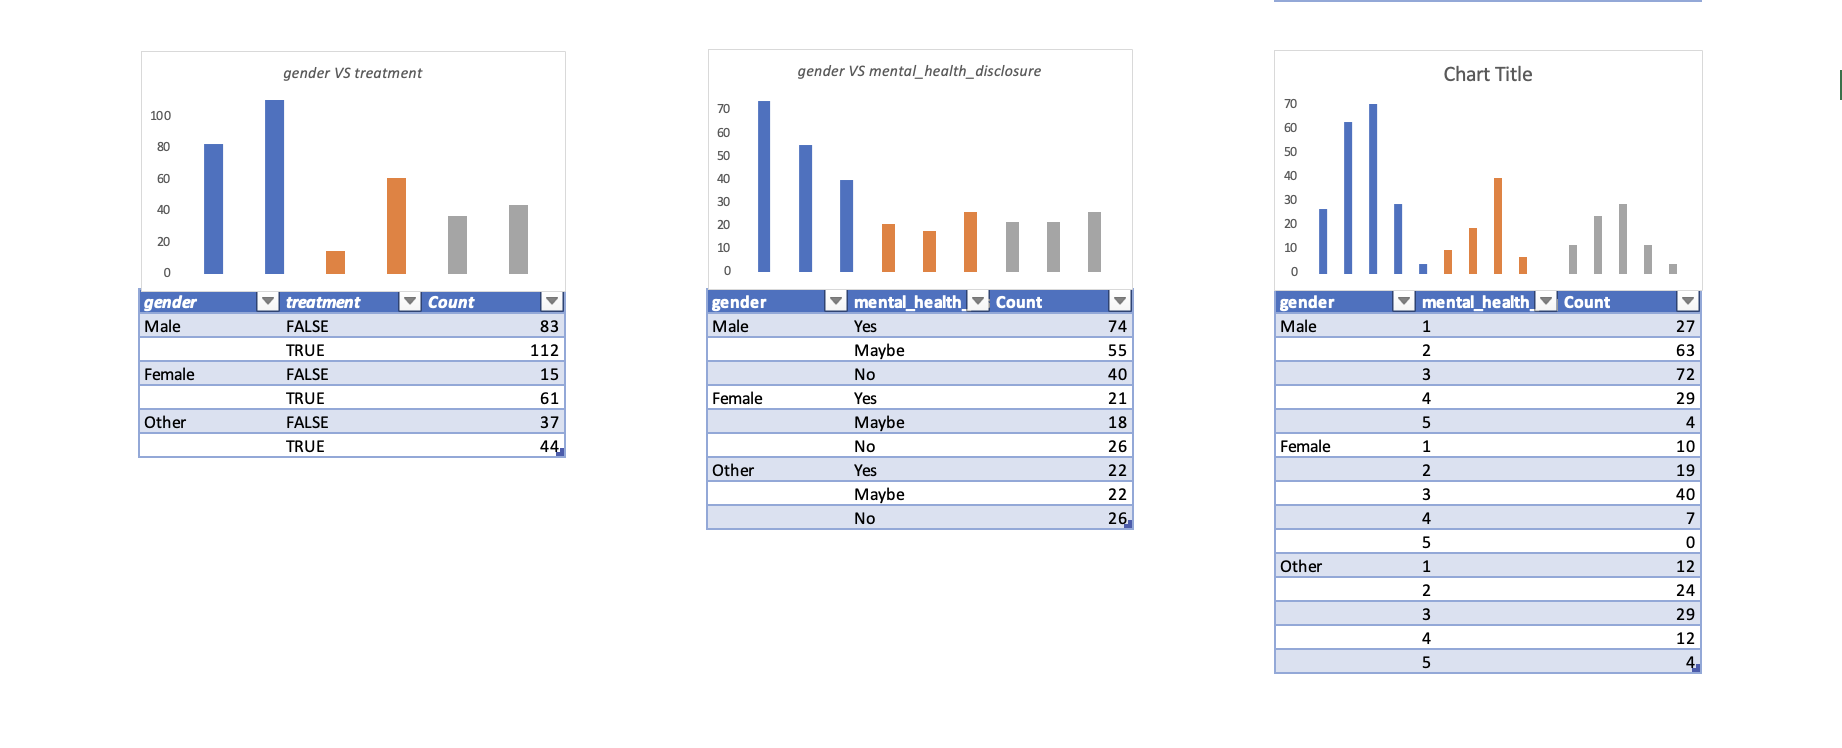 gender VS treatment
100
80
60
40
20
0
gender treatment Count
Male FALSE 83
TRUE 112
Female FALSE 15
TRUE 61
Other FALSE 37
TRUE 44
gender VS mental_health_disclosure
70
60
50
40
30
20
10
0
gender mental_health_ Count
Male Yes 74
Maybe 55
No 40
Female Yes 21
Maybe 18
No 26
Other Yes 22
Maybe 22
No 26
Chart Title
70
60
50
40
30
20
10
0
gender mental_health_ Count
Male 1 27
2 63
3 72
4 29
5 4
Female 1 10
2 19
3 40
4 7
5 0
Other 1 12
2 24
3 29
4 12
5 4